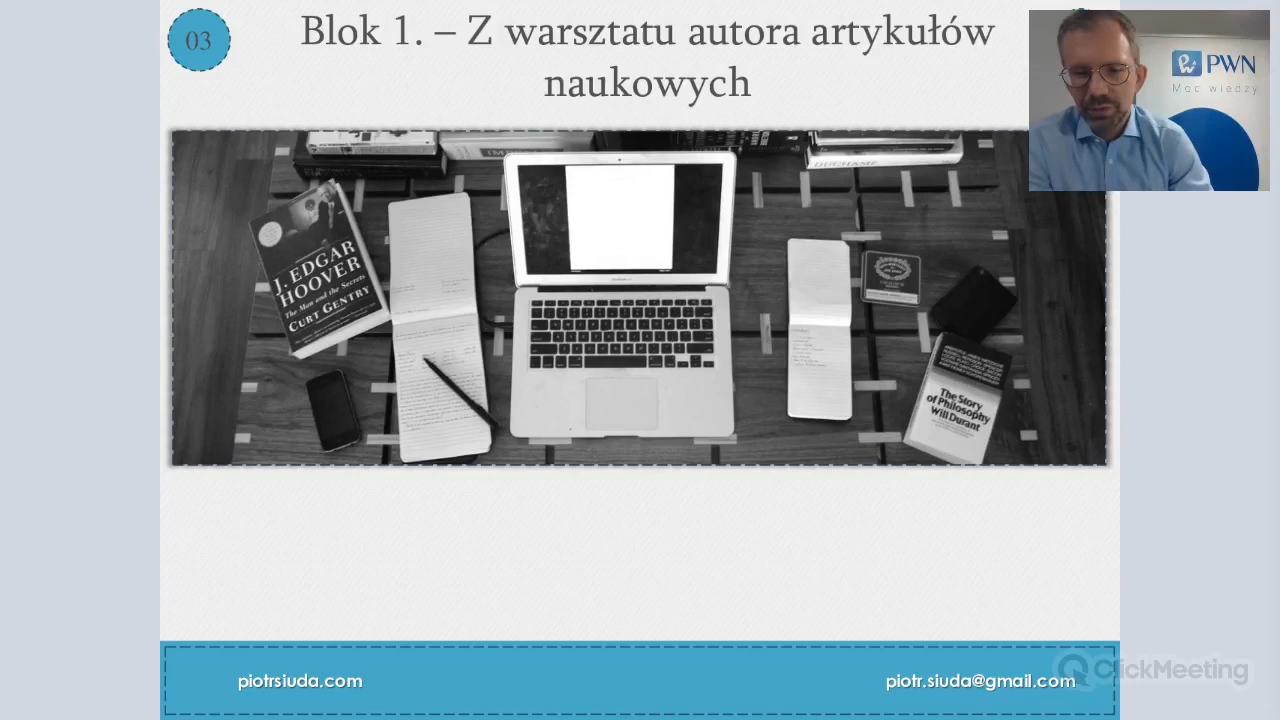 03
Blok 1. – Z warsztatu autora artykułów
naukowych
PWN
Moc wiedzy
DUCHAMP
J. EDGAR
HOOVER
The Man and the Secrets
CURT GENTRY
The Story
of Philosophy
Will Durant
piotrsiuda.com
piotr.siuda@gmail.com
ClickMeeting